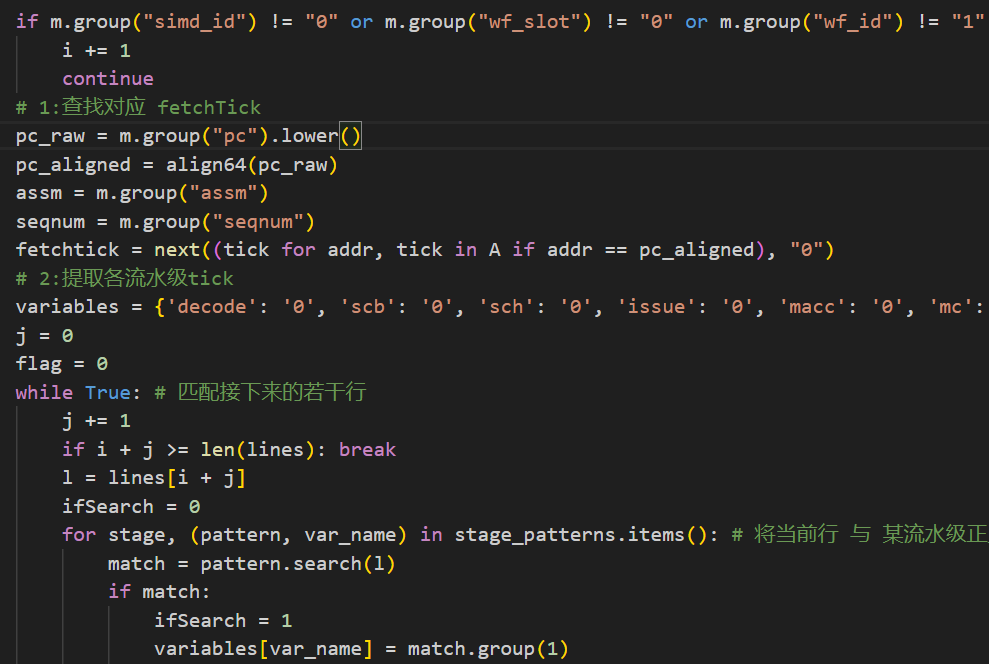 if m.group("simd_id") != "0" or m.group("wf_slot") != "0" or m.group("wf_id") != "1"
i += 1
continue
# 1:查找对应 fetchTick
pc_raw = m.group("pc").lower()
pc_aligned = align64(pc_raw)
assm = m.group("assm")
seqnum = m.group("seqnum")
fetchtick = next((tick for addr, tick in A if addr == pc_aligned), "0")
# 2:提取各流水级tick
variables = {'decode': '0', 'scb': '0', 'sch': '0', 'issue': '0', 'macc': '0', 'mc':
j = 0
flag = 0
while True: # 匹配接下来的若干行
j += 1
if i + j >= len(lines): break
l = lines[i + j]
ifSearch = 0
for stage, (pattern, var_name) in stage_patterns.items(): # 将当前行 与 某流水级正
match = pattern.search(l)
if match:
ifSearch = 1
variables[var_name] = match.group(1)